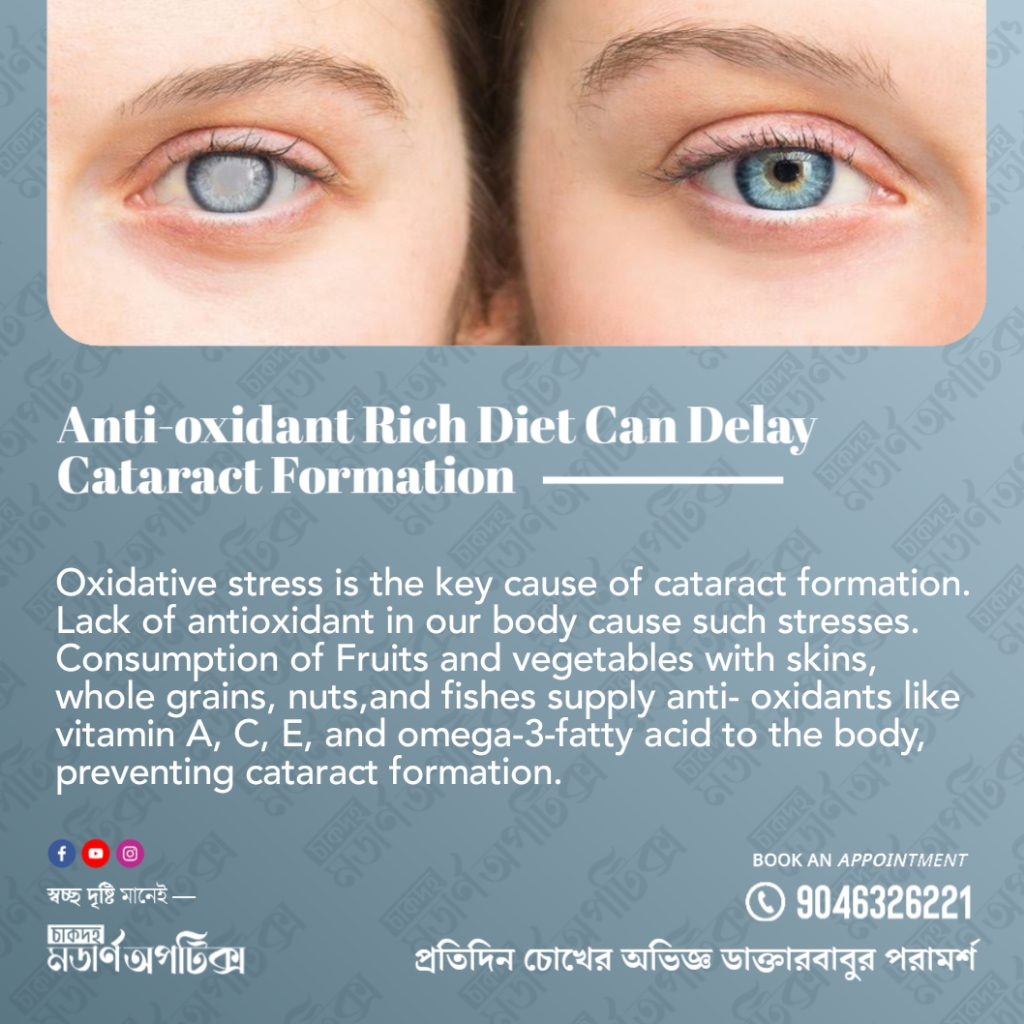 Anti-oxidant Rich Diet Can Delay
Cataract Formation
Oxidative stress is the key cause of cataract formation.
Lack of antioxidant in our body cause such stresses.
Consumption of Fruits and vegetables with skins,
whole grains, nuts,and fishes supply anti- oxidants like
vitamin A, C, E, and omega-3-fatty acid to the body,
preventing cataract formation.
স্বচ্ছ দৃষ্টি মানেই —
চাকদহ
মডার্ণ অপটিক্স
BOOK AN APPOINTMENT
9046326221
প্রতিদিন চোখের অভিজ্ঞ ডাক্তারবাবুর পরামর্শ